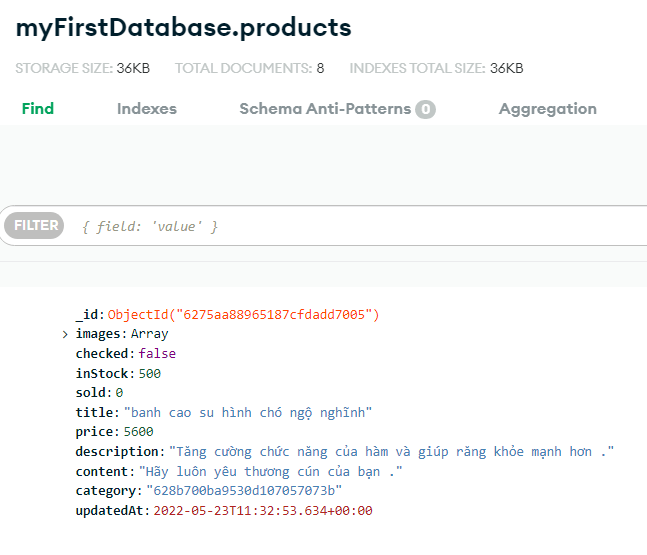 myFirstDatabase.products
STORAGE SIZE: 36KB TOTAL DOCUMENTS: 8 INDEXES TOTAL SIZE: 36KB
Find Indexes Schema Anti-Patterns 0 Aggregation
FILTER { field: 'value' }
_id: ObjectId("6275aa88965187cfdadd7005")
images: Array
checked: false
inStock: 500
sold: 0
title: "banh cao su hình chó ngộ nghĩnh"
price: 5600
description: "Tăng cường chức năng của hàm và giúp răng khỏe mạnh hơn ."
content: "Hãy luôn yêu thương cún của bạn ."
category: "628b700ba9530d107057073b"
updatedAt: 2022-05-23T11:32:53.634+00:00